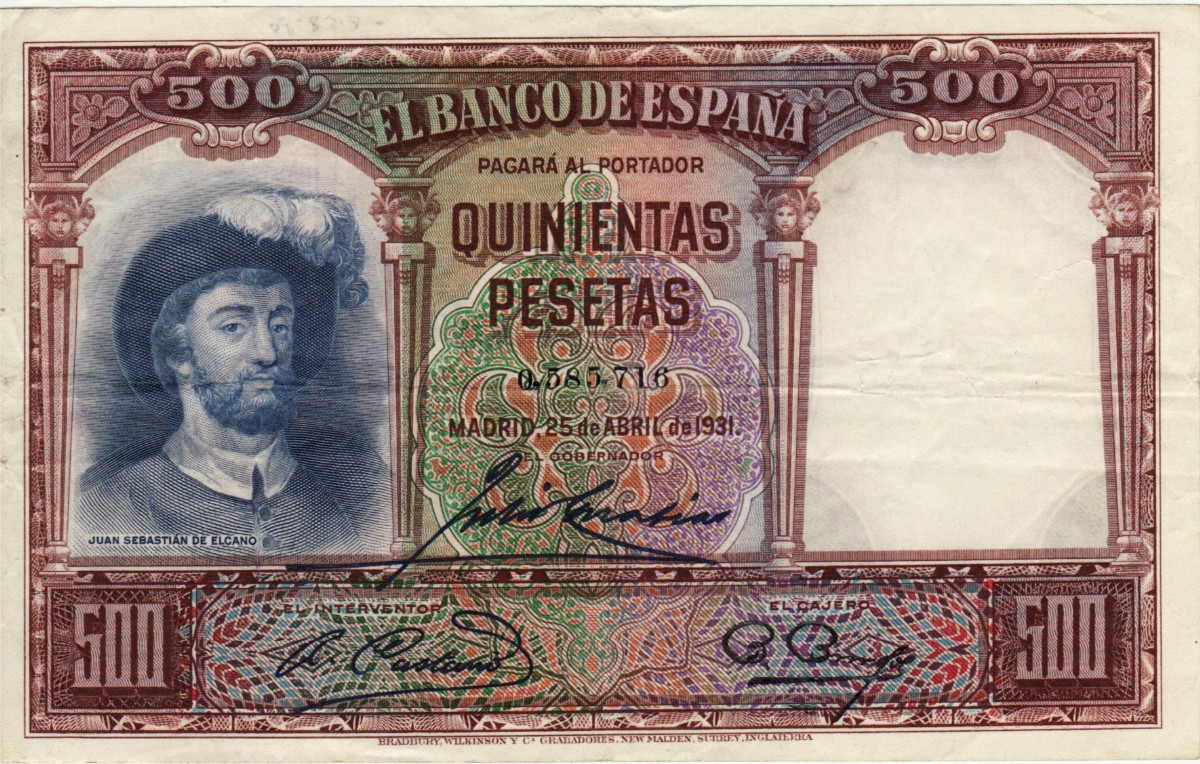 500
500
EL BANCO DE ESPAÑA
PAGARÁ AL PORTADOR
QUINIENTAS
PESETAS
0,585,716
MADRID, 25 de ABRIL de 1931.
EL GOBERNADOR
JUAN SEBASTIÁN DE ELCANO
EL INTERVENTOR
EL CAJERO
500
500
BRADBURY, WILKINSON Y Cª GRABADORES, NEW MALDEN, SURREY, INGLATERRA